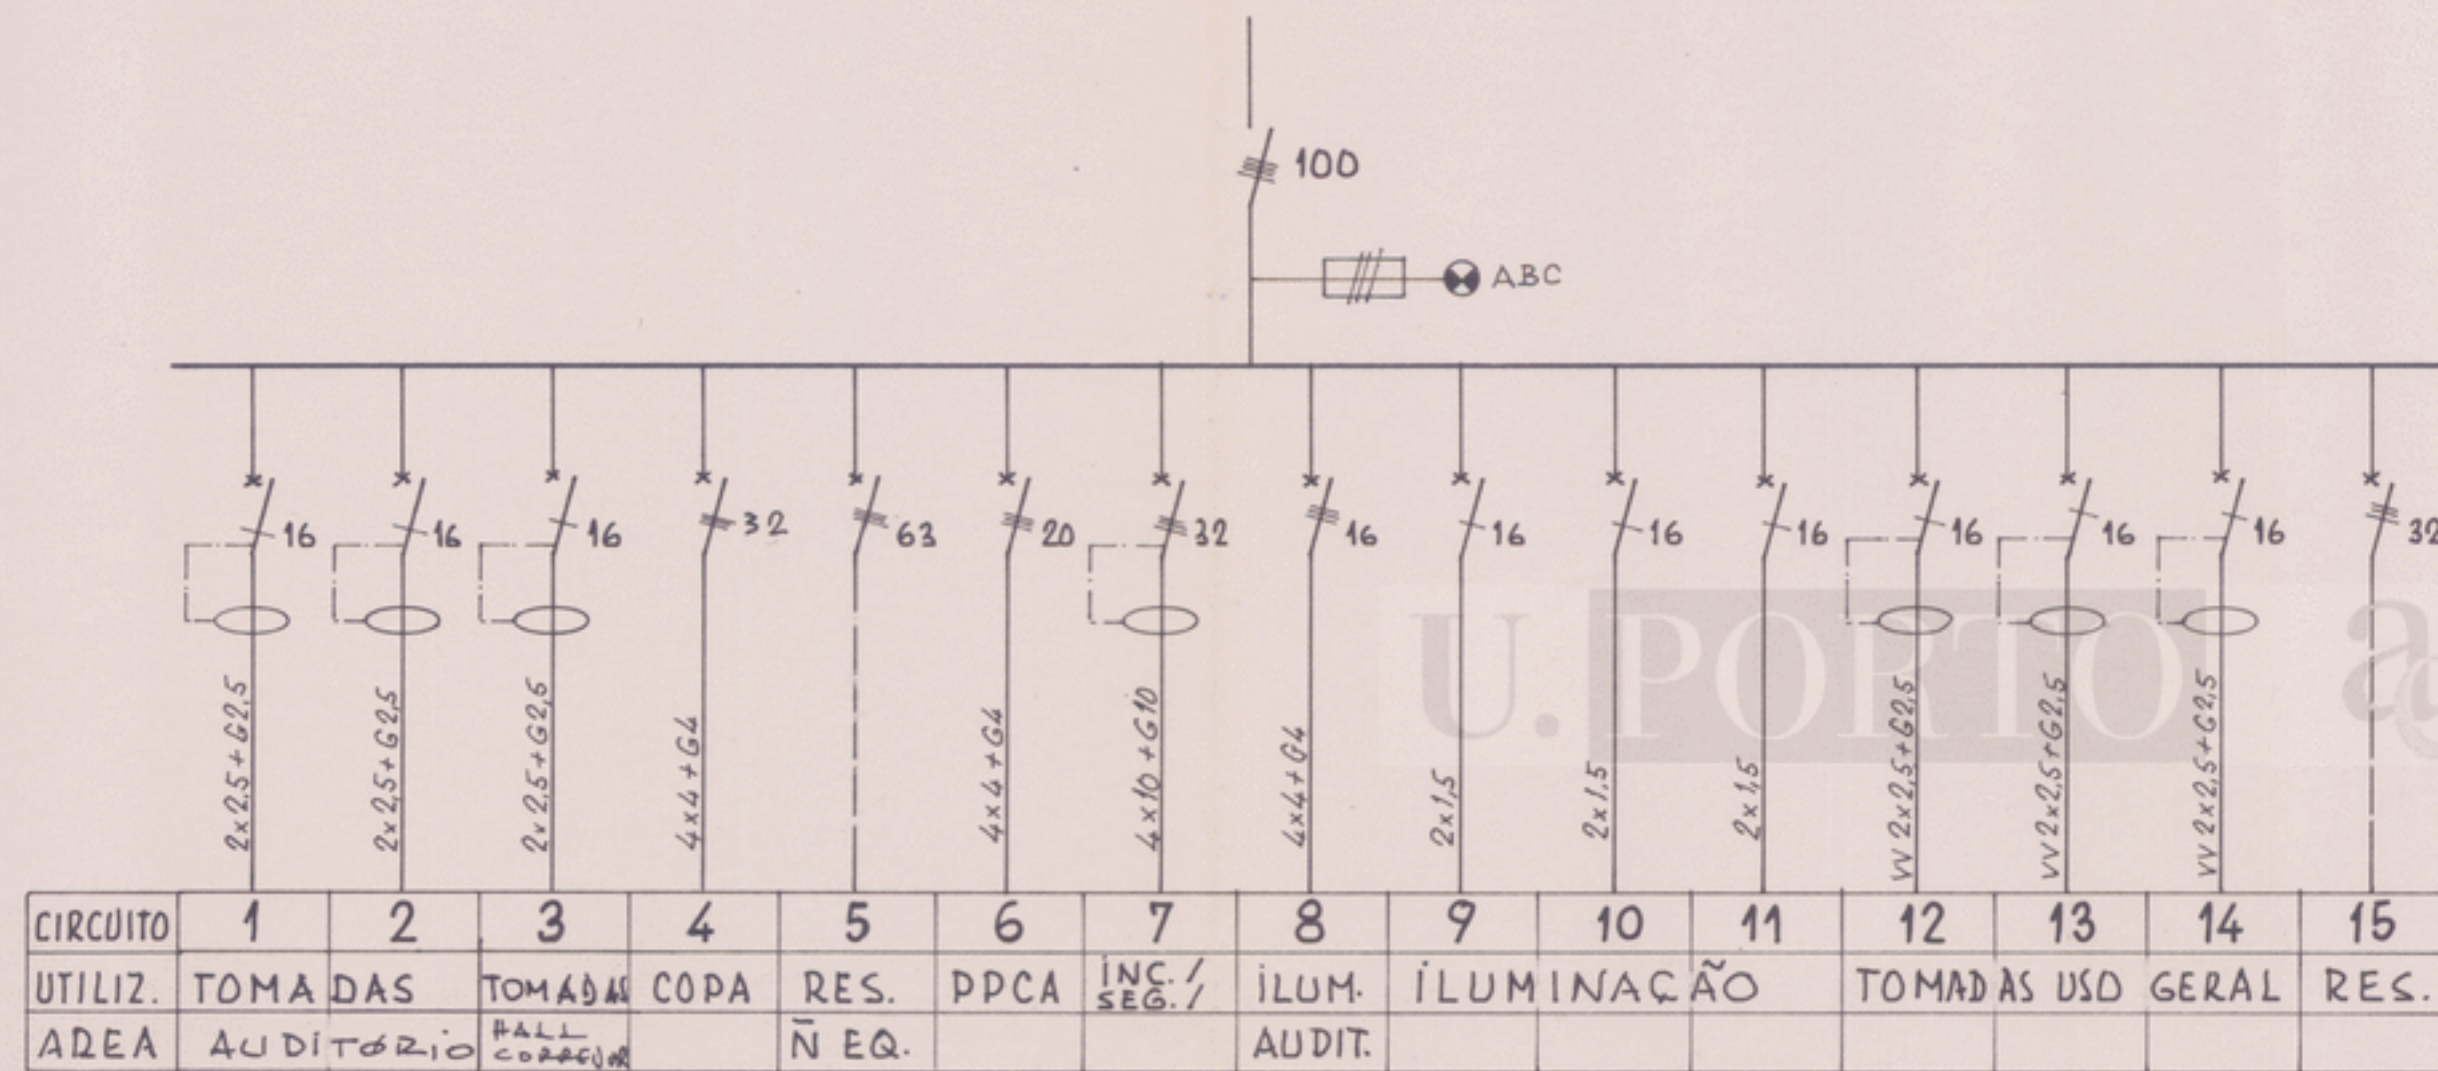 100
ABC
16 16 16 32 63 20 32 16 16 16 16 16 16 16 32
2x2,5+G2,5
2x2,5+G2,5
2x2,5+G2,5
4x4+G4
4x4+G4
4x10+G10
4x4+G4
2x1,5
2x1,5
2x1,5
VV 2x2,5+G2,5
VV 2x2,5+G2,5
VV 2x2,5+G2,5
U. PORTO a
CIRCUITO 1 2 3 4 5 6 7 8 9 10 11 12 13 14 15
UTILIZ. TOMADAS TOMADAS COPA RES. PPCA INC./ SEG./ ILUM. ILUMINAÇÃO TOMADAS USO GERAL RES.
AREA AUDITÓRIO HALL CORREDOR N̄ EQ. AUDIT.